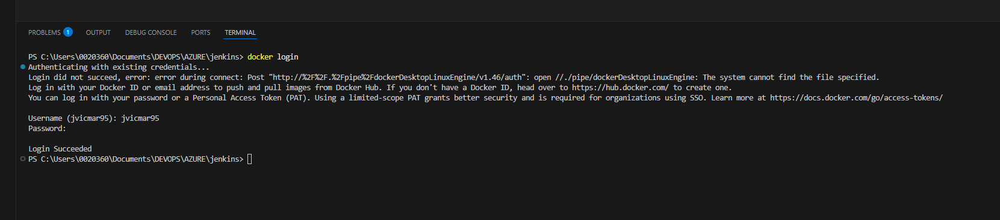 PROBLEMS 1 OUTPUT DEBUG CONSOLE PORTS TERMINAL
PS C:\Users\0020360\Documents\DEVOPS\AZURE\jenkins> docker login
Authenticating with existing credentials...
Login did not succeed, error: error during connect: Post "http://%2F%2F.%2Fpipe%2FdockerDesktopLinuxEngine/v1.46/auth": open //./pipe/dockerDesktopLinuxEngine: The system cannot find the file specified.
Log in with your Docker ID or email address to push and pull images from Docker Hub. If you don't have a Docker ID, head over to https://hub.docker.com/ to create one.
You can log in with your password or a Personal Access Token (PAT). Using a limited-scope PAT grants better security and is required for organizations using SSO. Learn more at https://docs.docker.com/go/access-tokens/
Username (jvicmar95): jvicmar95
Password:
Login Succeeded
PS C:\Users\0020360\Documents\DEVOPS\AZURE\jenkins>